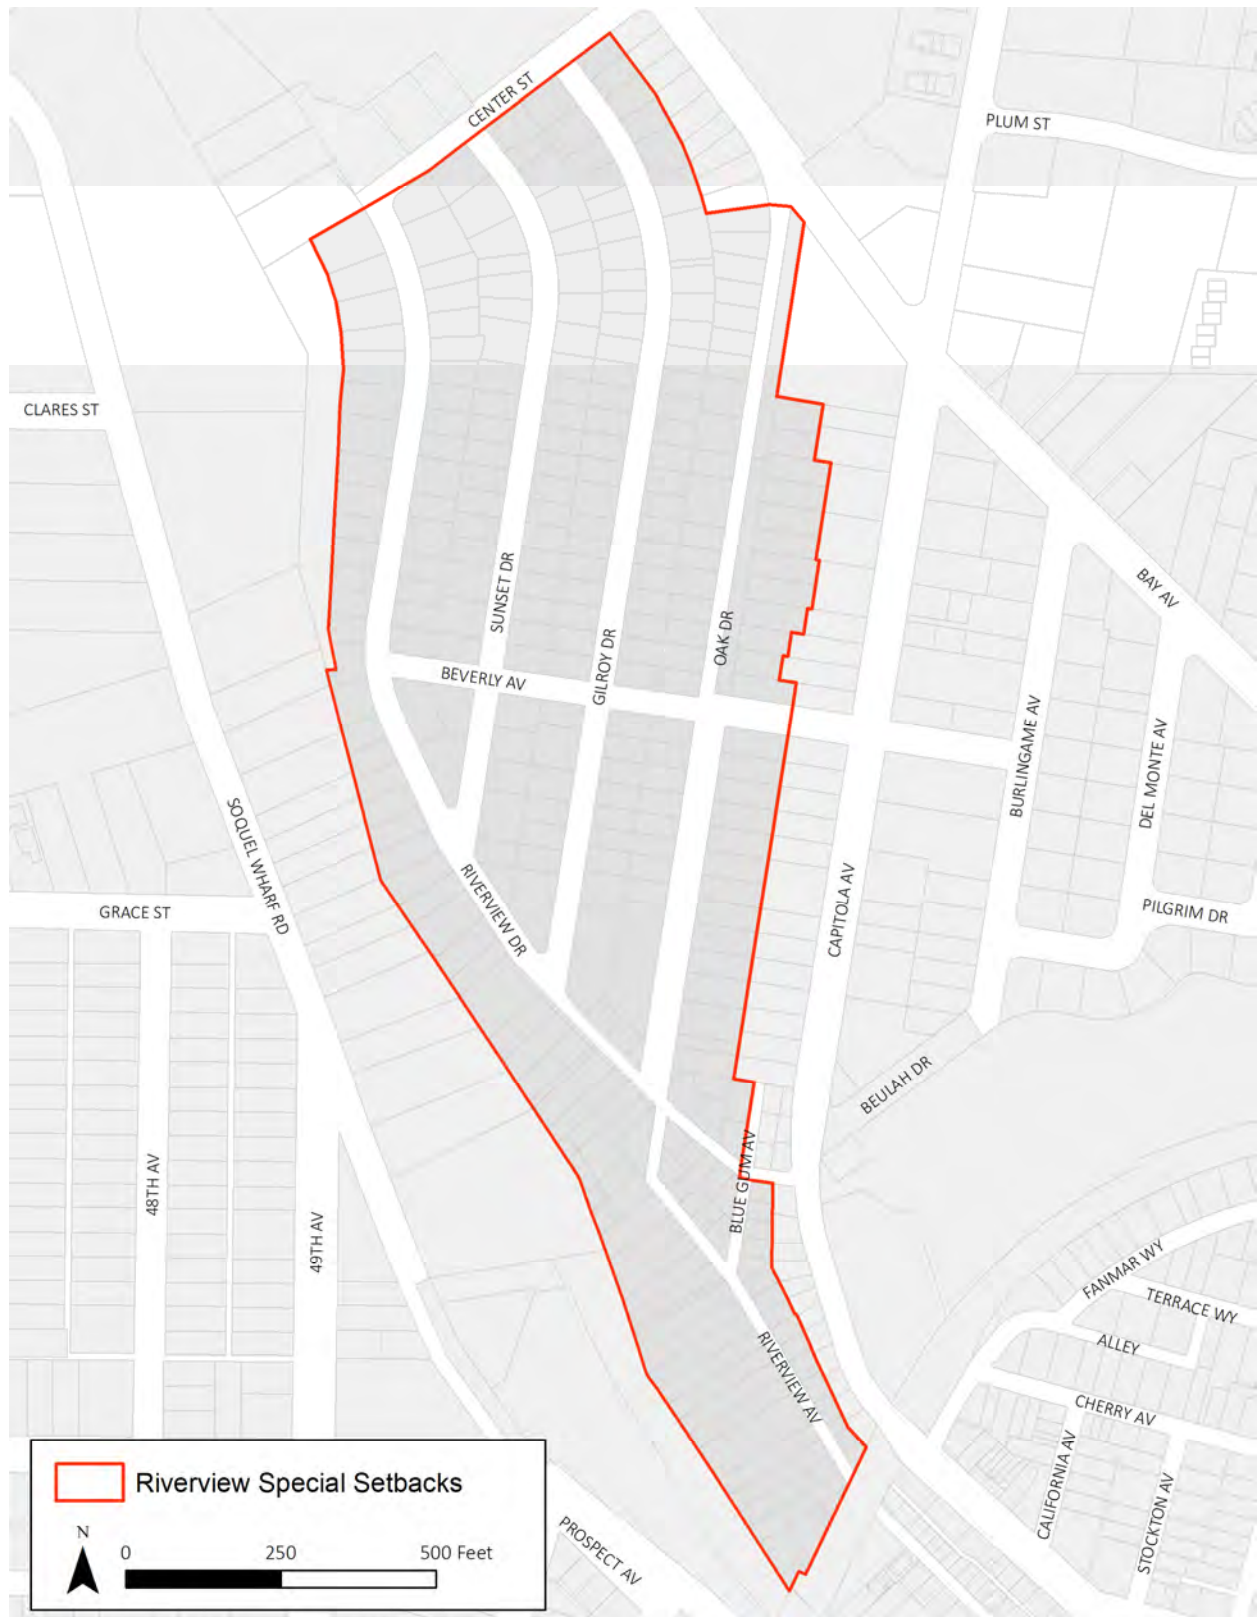 CENTER ST
PLUM ST
CLARES ST
BAY AV
SUNSET DR
GILROY DR
OAK DR
BEVERLY AV
BURLINGAME AV
DEL MONTE AV
SOQUEL WHARF RD
RIVERVIEW DR
CAPITOLA AV
GRACE ST
PILGRIM DR
BEULAH DR
48TH AV
49TH AV
BLUE GUM AV
FANMAR WY
TERRACE WY
ALLEY
RIVERVIEW AV
CHERRY AV
CALIFORNIA AV
STOCKTON AV
PROSPECT AV
Riverview Special Setbacks
N
0 250 500 Feet